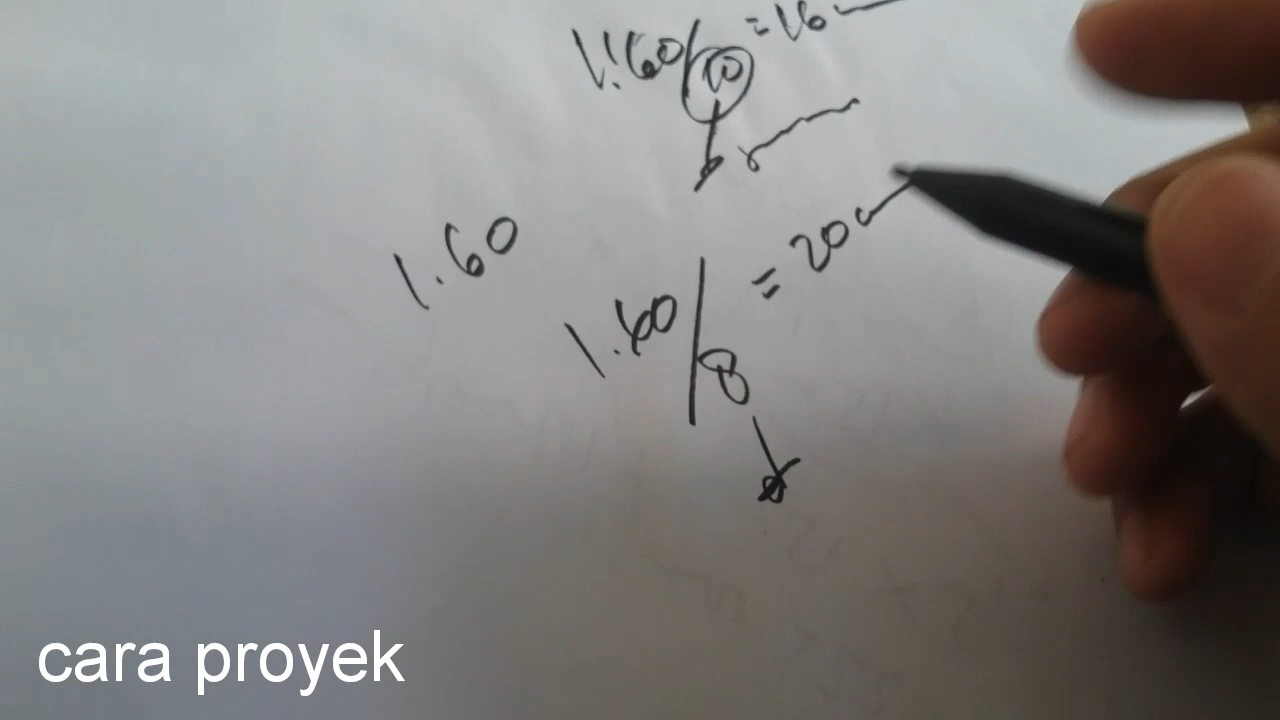 1.60/10 = 16
1.60
1.60/8 = 20
cara proyek